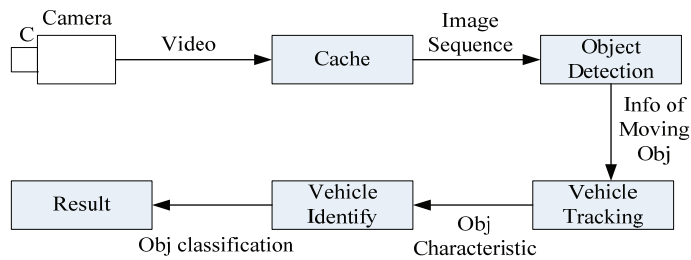 Camera
C
Video
Cache
Image
Sequence
Object
Detection
Info of
Moving
Obj
Vehicle
Tracking
Obj
Characteristic
Vehicle
Identify
Obj classification
Result